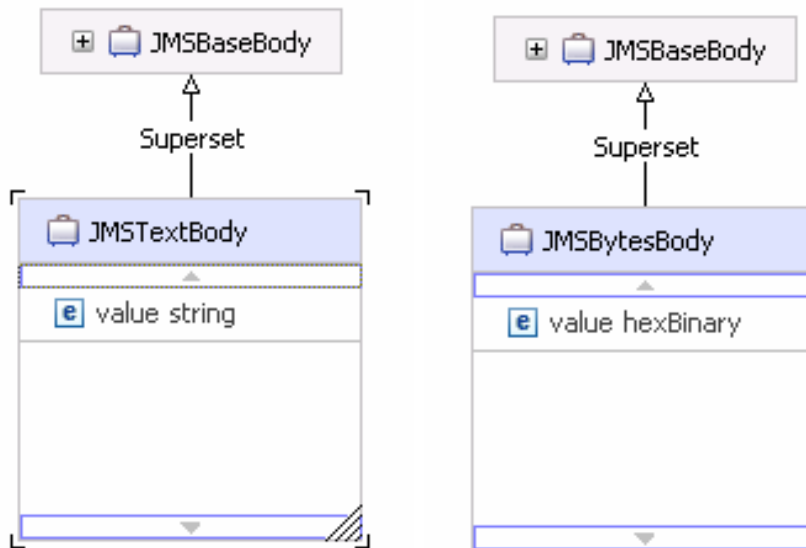 JMSBaseBody
Superset
JMSTextBody
e value string
JMSBaseBody
Superset
JMSBytesBody
e value hexBinary